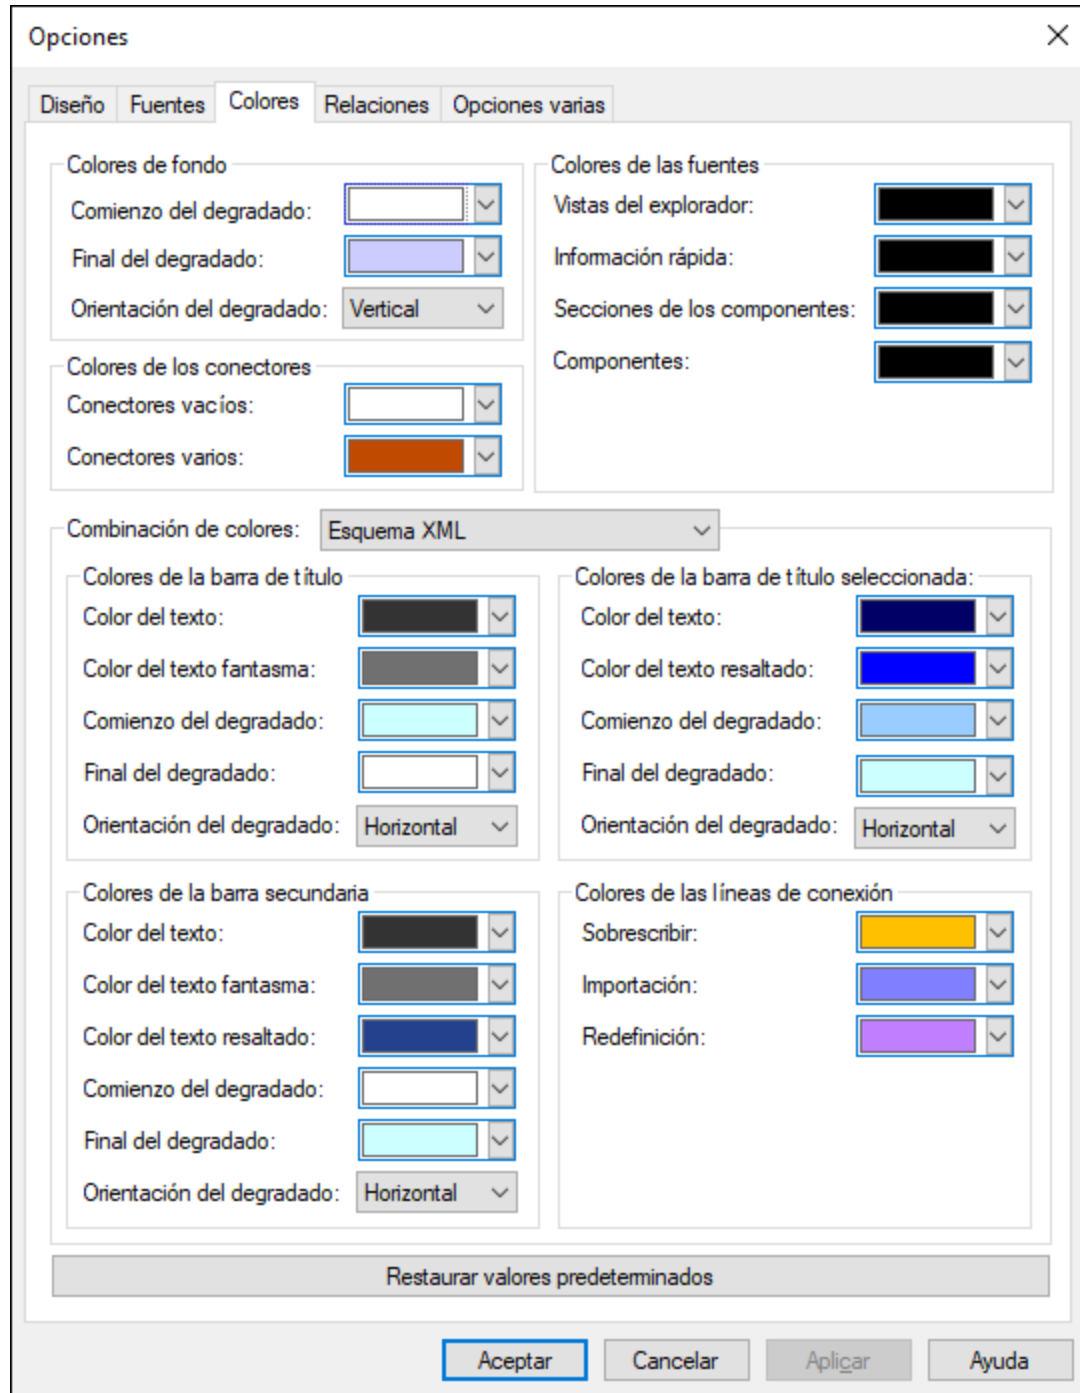 Opciones
Diseño Fuentes Colores Relaciones Opciones varias
Colores de fondo
Comienzo del degradado:
Final del degradado:
Orientación del degradado: Vertical
Colores de las fuentes
Vistas del explorador:
Información rápida:
Secciones de los componentes:
Componentes:
Colores de los conectores
Conectores vacíos:
Conectores varios:
Combinación de colores: Esquema XML
Colores de la barra de título
Color del texto:
Color del texto fantasma:
Comienzo del degradado:
Final del degradado:
Orientación del degradado: Horizontal
Colores de la barra de título seleccionada:
Color del texto:
Color del texto resaltado:
Comienzo del degradado:
Final del degradado:
Orientación del degradado: Horizontal
Colores de la barra secundaria
Color del texto:
Color del texto fantasma:
Color del texto resaltado:
Comienzo del degradado:
Final del degradado:
Orientación del degradado: Horizontal
Colores de las líneas de conexión
Sobrescribir:
Importación:
Redefinición:
Restaurar valores predeterminados
Aceptar Cancelar Aplicar Ayuda